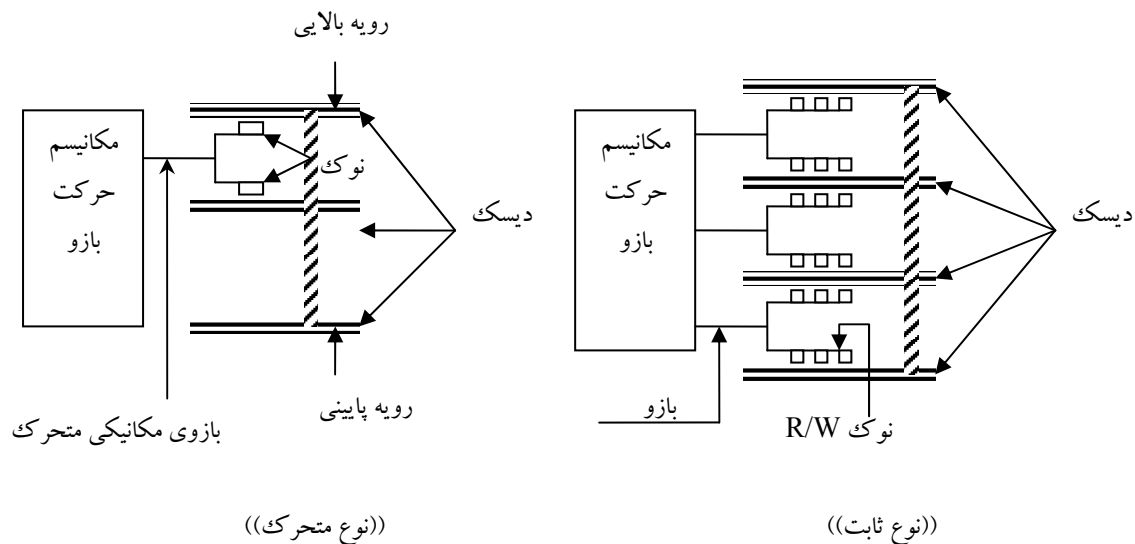 رویه بالایی
مکانیسم
حرکت
بازو
نوک
دیسک
رویه پایینی
بازوی مکانیکی متحرک
((نوع متحرک))
مکانیسم
حرکت
بازو
دیسک
بازو
نوک R/W
((نوع ثابت))